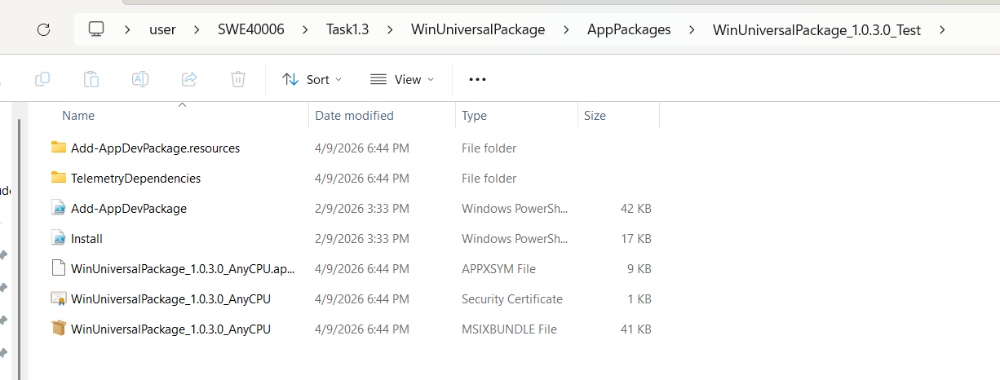 user > SWE40006 > Task1.3 > WinUniversalPackage > AppPackages > WinUniversalPackage_1.0.3.0_Test >
Sort View
Name Date modified Type Size
Add-AppDevPackage.resources 4/9/2026 6:44 PM File folder
TelemetryDependencies 4/9/2026 6:44 PM File folder
Add-AppDevPackage 2/9/2026 3:33 PM Windows PowerSh... 42 KB
Install 2/9/2026 3:33 PM Windows PowerSh... 17 KB
WinUniversalPackage_1.0.3.0_AnyCPU.ap... 4/9/2026 6:44 PM APPXSYM File 9 KB
WinUniversalPackage_1.0.3.0_AnyCPU 4/9/2026 6:44 PM Security Certificate 1 KB
WinUniversalPackage_1.0.3.0_AnyCPU 4/9/2026 6:44 PM MSIXBUNDLE File 41 KB